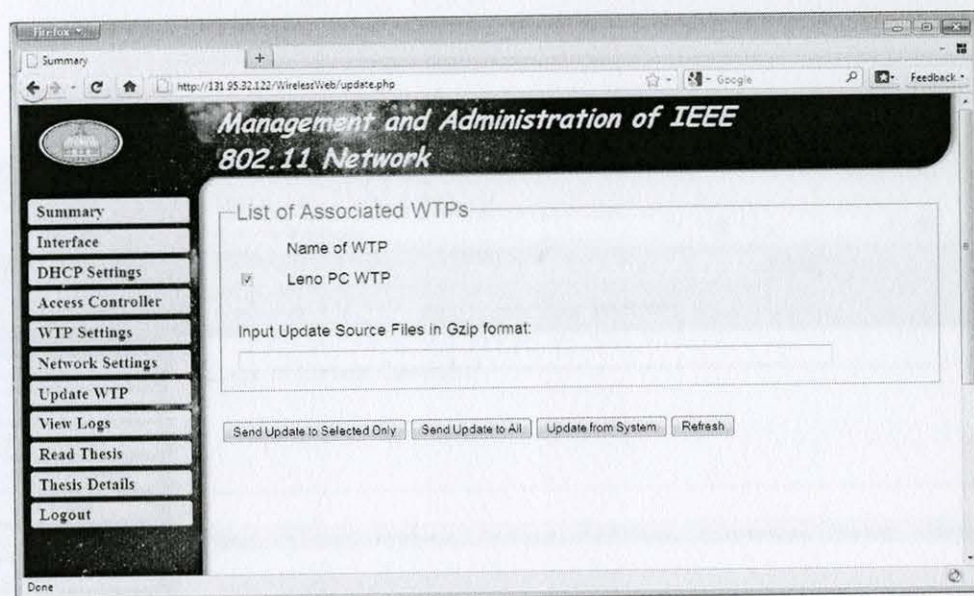 Firefox
Summary
+
http://131.95.32.122/WirelessWeb/update.php
Google
Feedback
Management and Administration of IEEE
802.11 Network
Summary
Interface
DHCP Settings
Access Controller
WTP Settings
Network Settings
Update WTP
View Logs
Read Thesis
Thesis Details
Logout
List of Associated WTPs
Name of WTP
Leno PC WTP
Input Update Source Files in Gzip format:
Send Update to Selected Only Send Update to All Update from System Refresh
Done